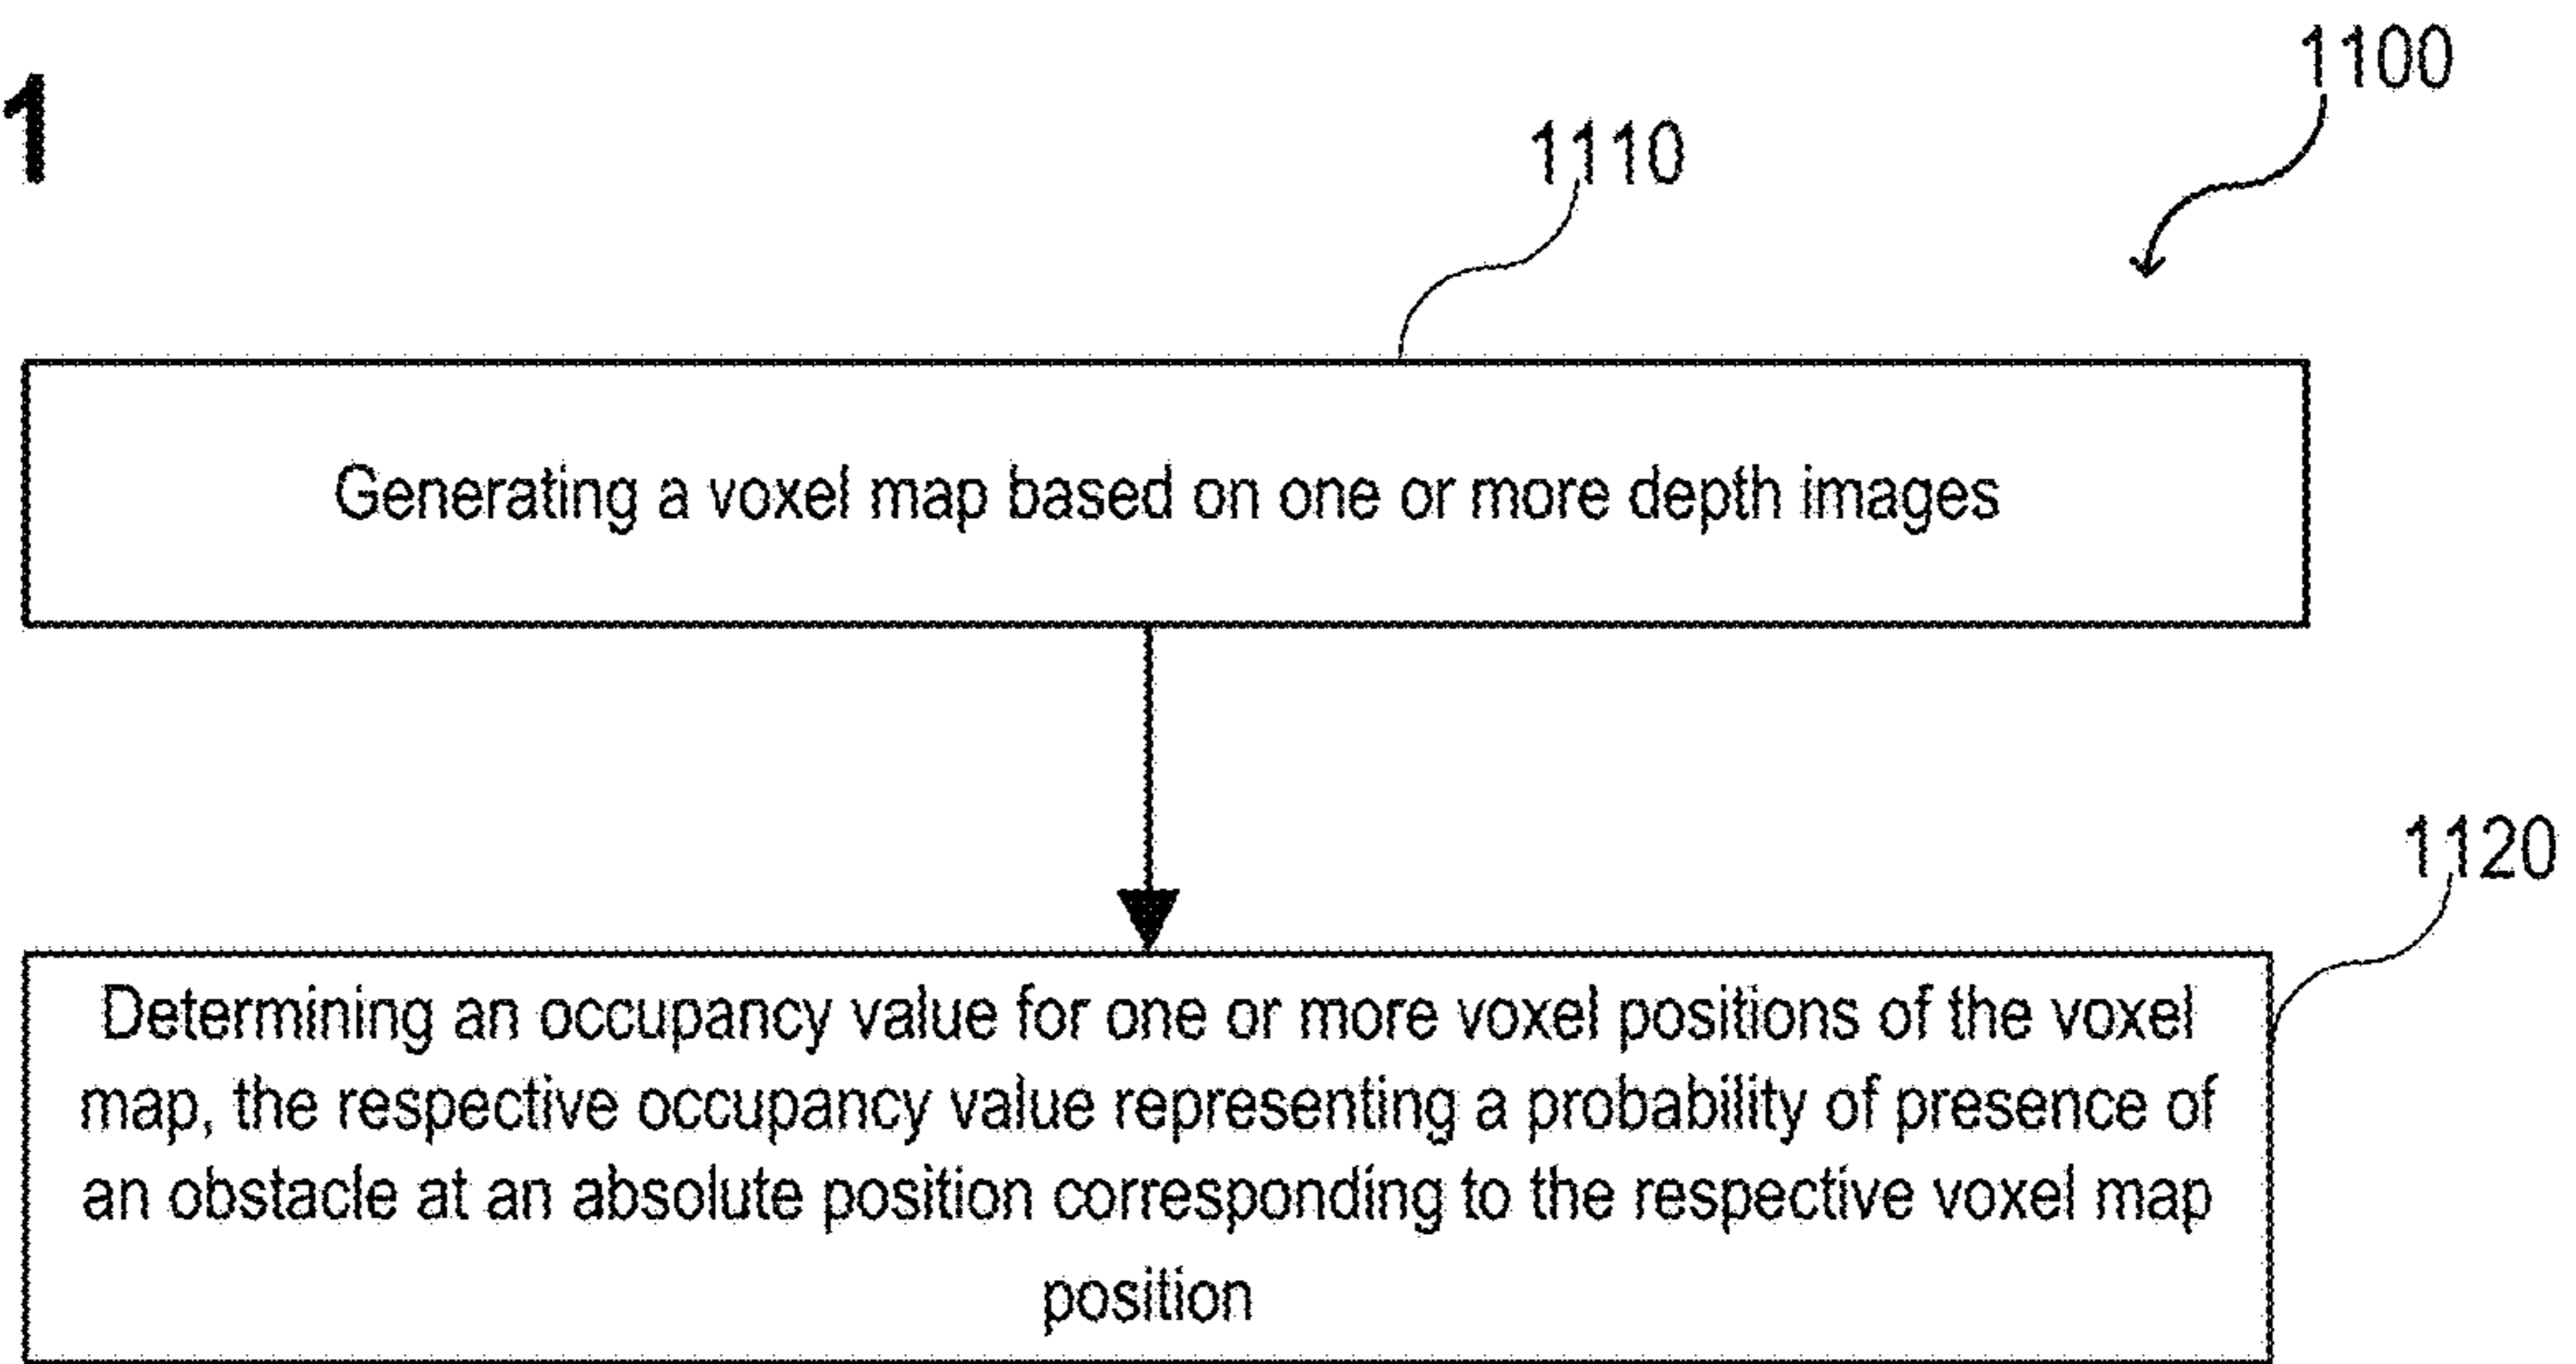 1
1100
1110
Generating a voxel map based on one or more depth images
1120
Determining an occupancy value for one or more voxel positions of the voxel
map, the respective occupancy value representing a probability of presence of
an obstacle at an absolute position corresponding to the respective voxel map
position